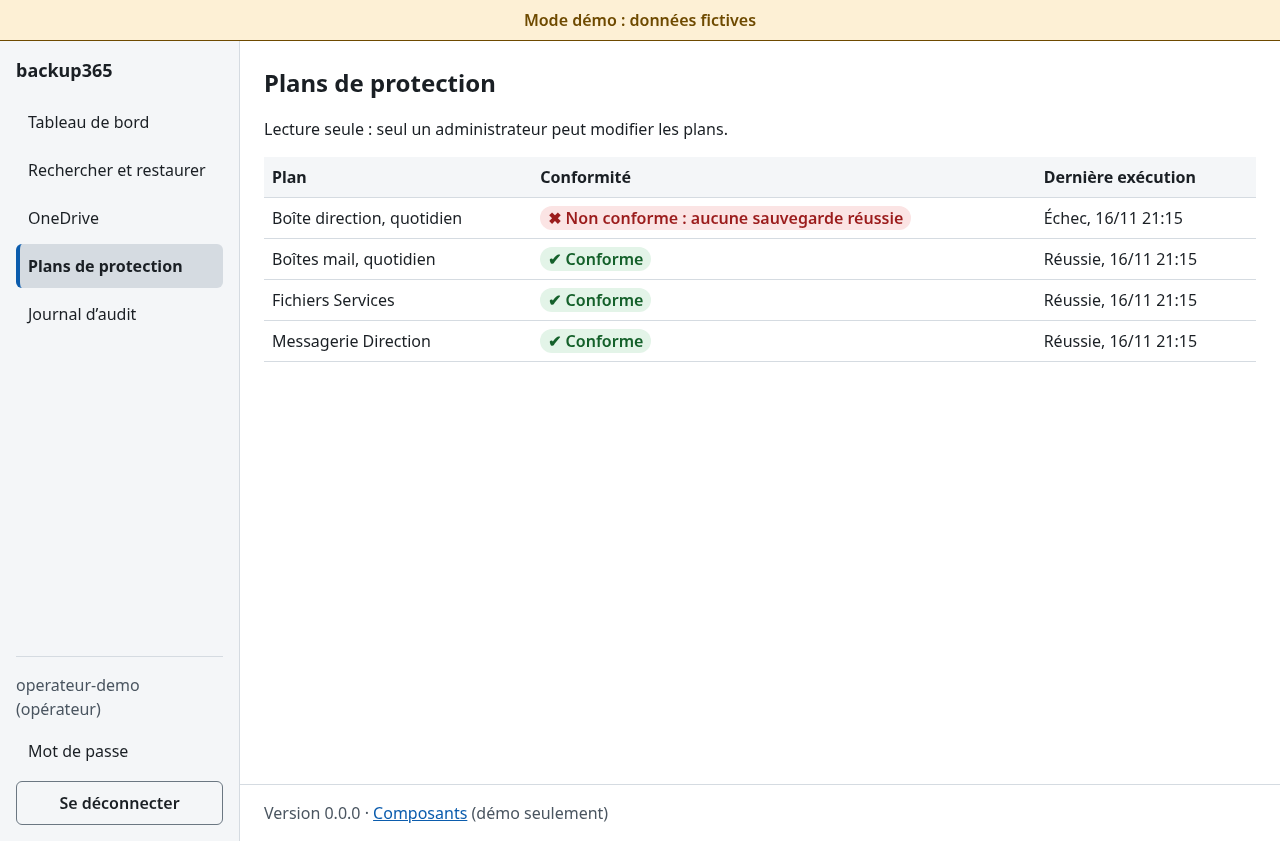 Mode démo : données fictives
backup365
Tableau de bord
Rechercher et restaurer
OneDrive
Plans de protection
Journal d’audit
operateur-demo
(opérateur)
Mot de passe
Se déconnecter
Plans de protection
Lecture seule : seul un administrateur peut modifier les plans.
Plan Conformité Dernière exécution
Boîte direction, quotidien ✖ Non conforme : aucune sauvegarde réussie Échec, 16/11 21:15
Boîtes mail, quotidien ✔ Conforme Réussie, 16/11 21:15
Fichiers Services ✔ Conforme Réussie, 16/11 21:15
Messagerie Direction ✔ Conforme Réussie, 16/11 21:15
Version 0.0.0 · Composants (démo seulement)